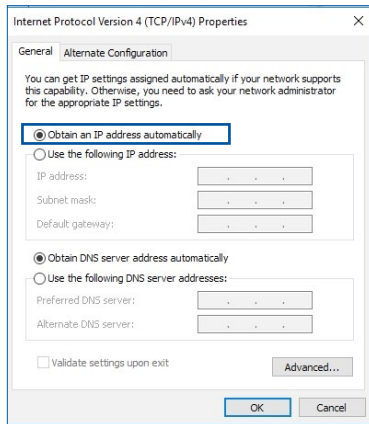 Internet Protocol Version 4 (TCP/IPv4) Properties
General
Alternate Configuration
You can get IP settings assigned automatically if your network supports
this capability. Otherwise, you need to ask your network administrator
for the appropriate IP settings.
Obtain an IP address automatically
Use the following IP address:
IP address:
Subnet mask:
Default gateway:
Obtain DNS server address automatically
Use the following DNS server addresses:
Preferred DNS server:
Alternate DNS server:
Validate settings upon exit
Advanced...
OK
Cancel